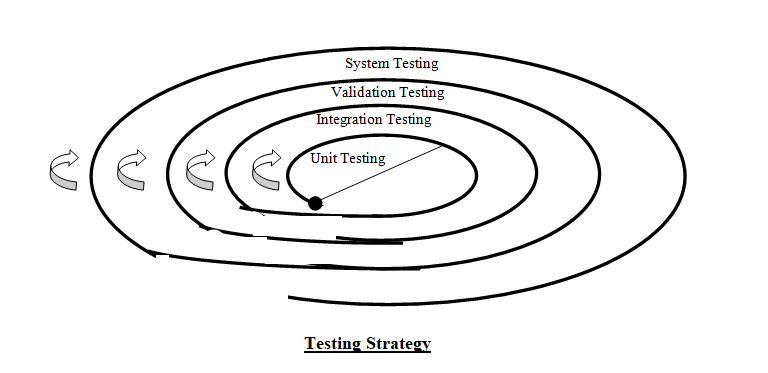 System Testing
Validation Testing
Integration Testing
Unit Testing
Testing Strategy